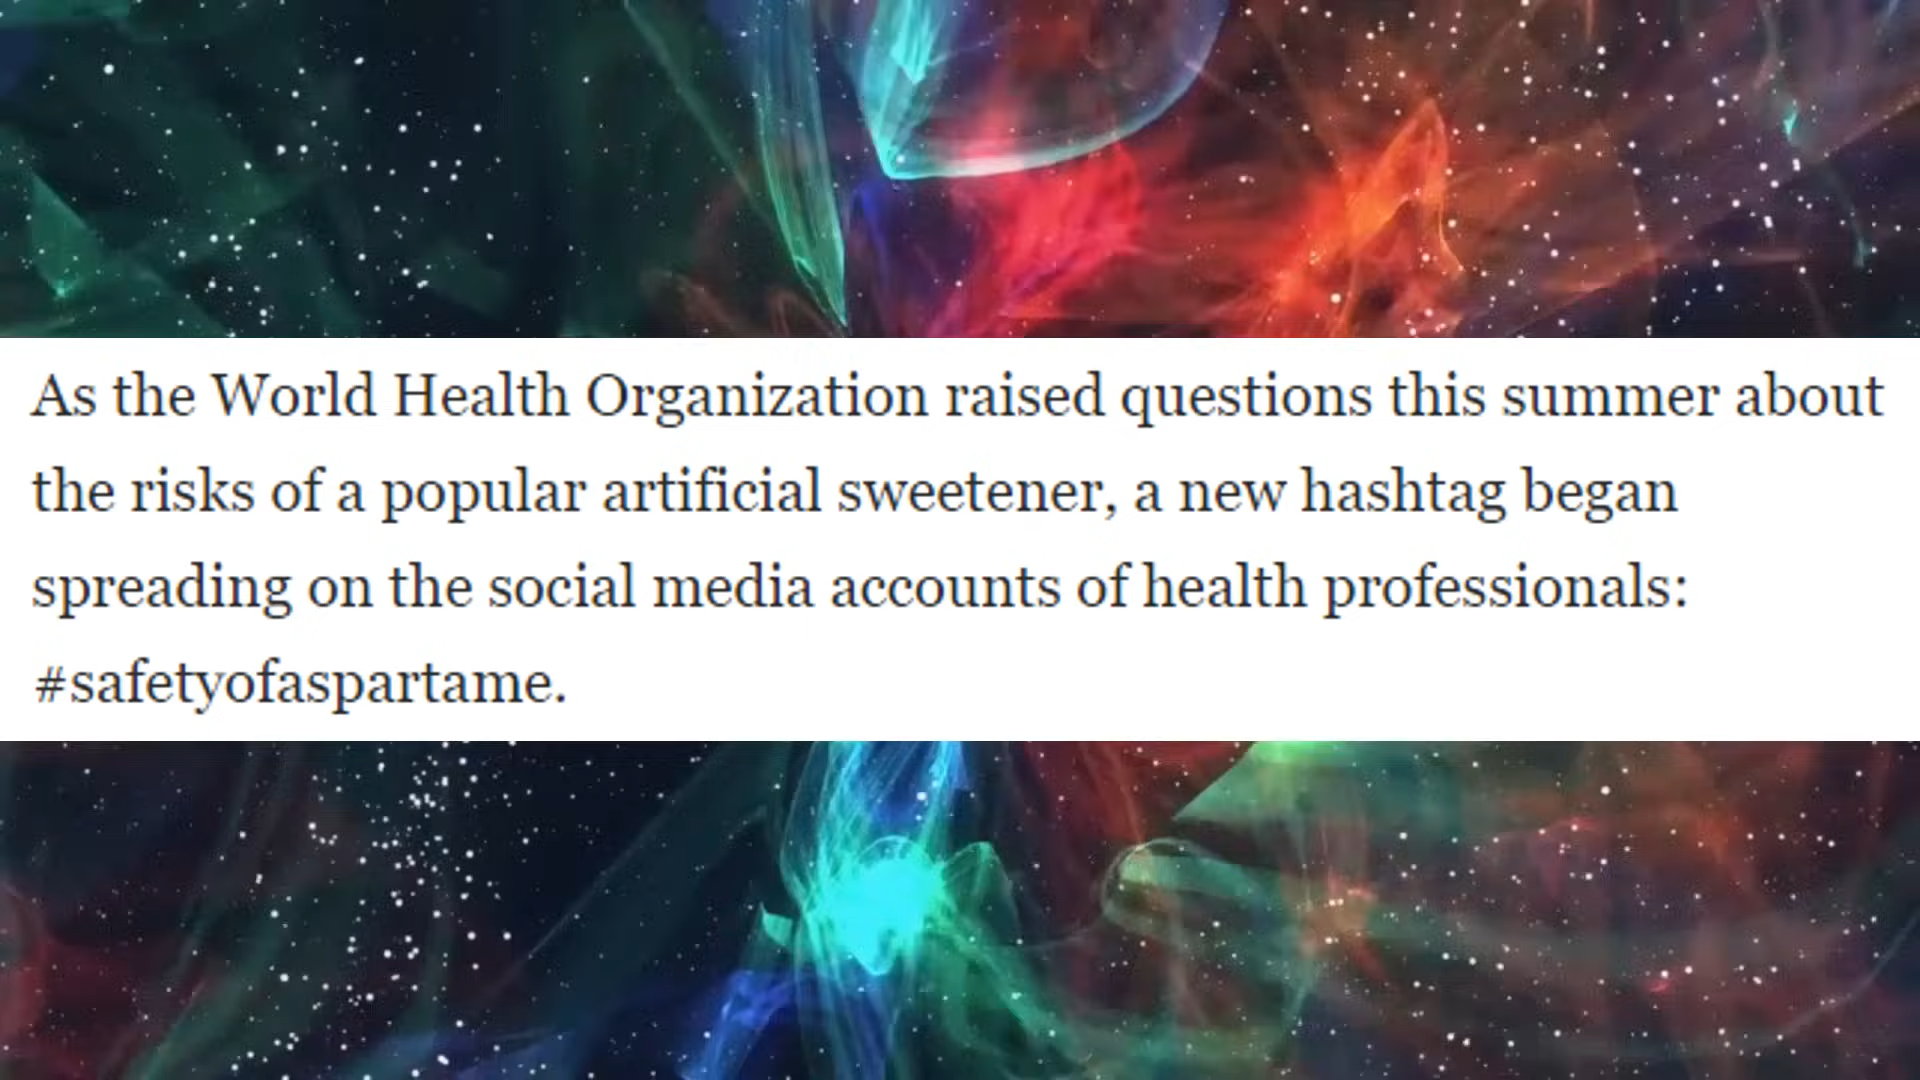 As the World Health Organization raised questions this summer about
the risks of a popular artificial sweetener, a new hashtag began
spreading on the social media accounts of health professionals:
#safetyofaspartame.